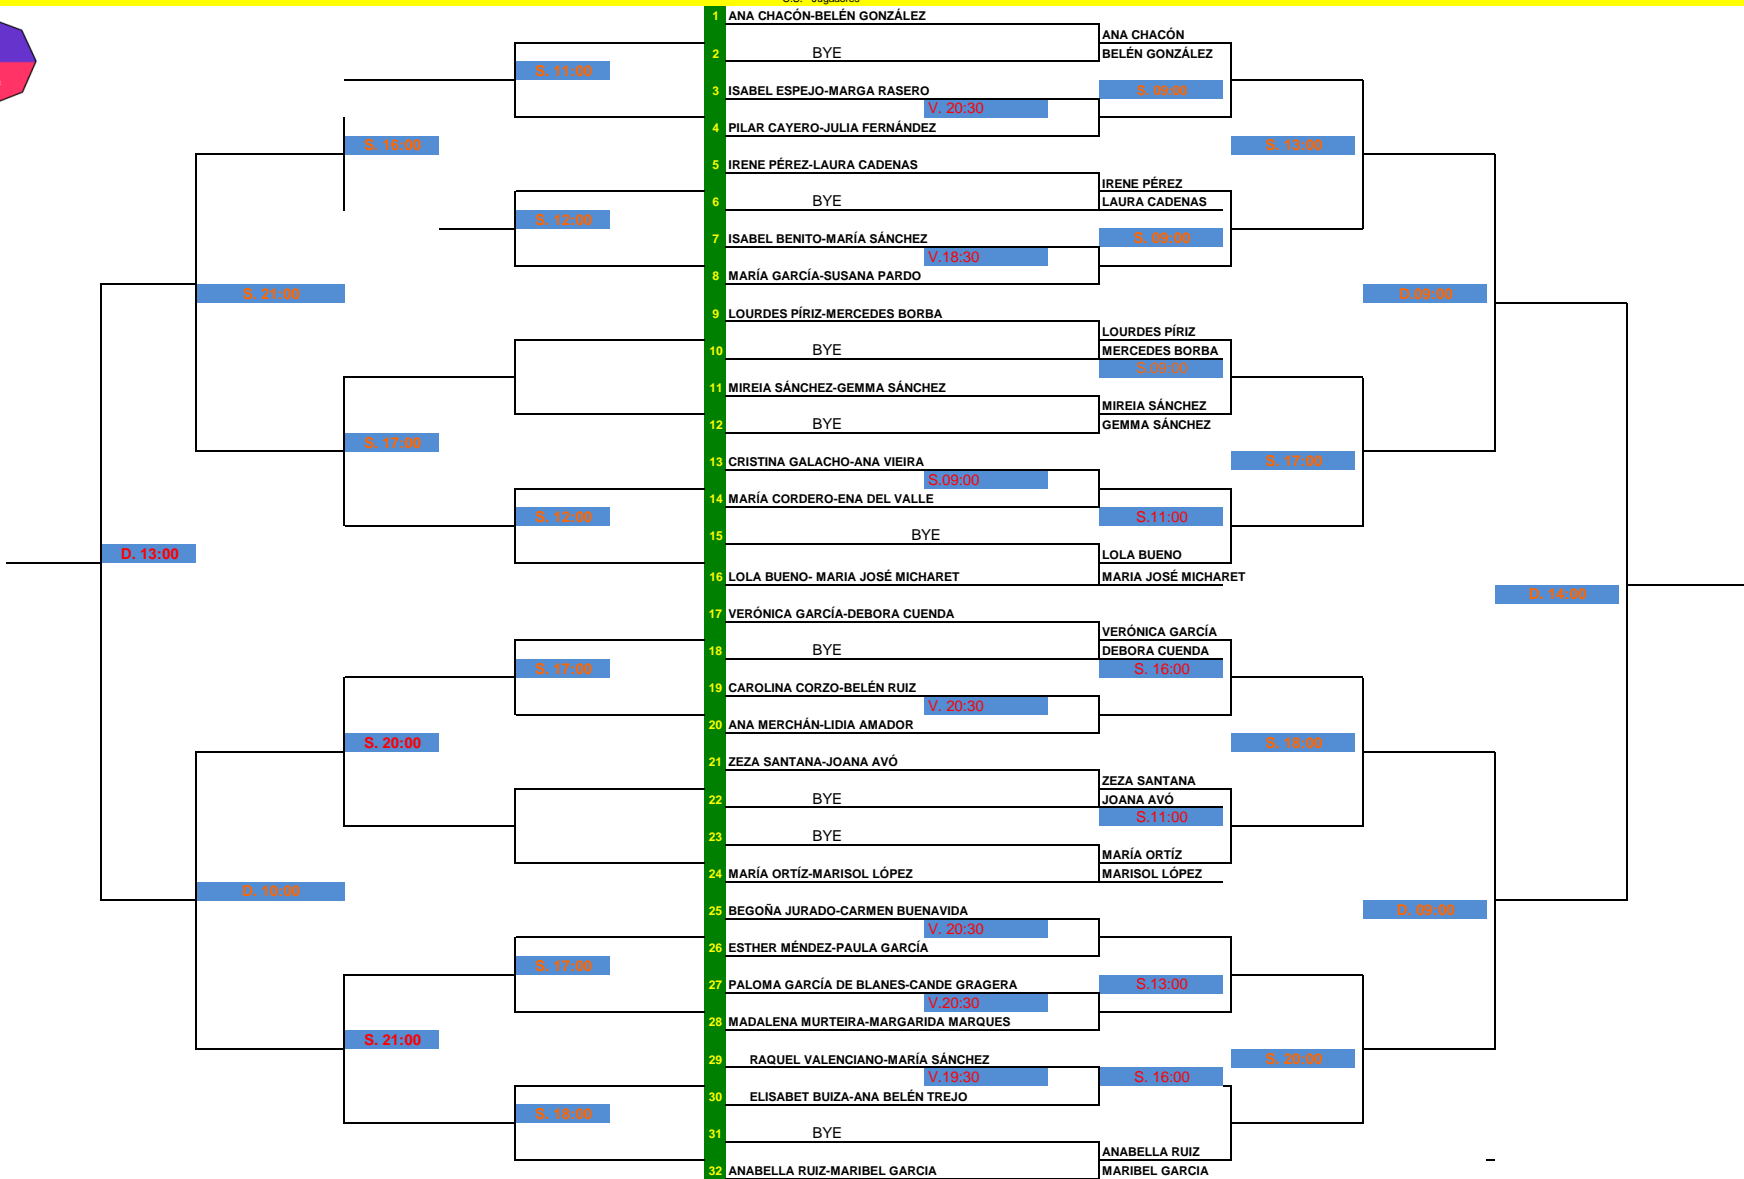 1 ANA CHACÓN-BELÉN GONZÁLEZ
ANA CHACÓN
2 BYE BELÉN GONZÁLEZ
S. 11:00
3 ISABEL ESPEJO-MARGA RASERO S. 09:00
V. 20:30
4 PILAR CAYERO-JULIA FERNÁNDEZ
S. 16:00 S. 13:00
5 IRENE PÉREZ-LAURA CADENAS
IRENE PÉREZ
6 BYE LAURA CADENAS
S. 12:00
7 ISABEL BENITO-MARÍA SÁNCHEZ S. 09:00
V.18:30
8 MARÍA GARCÍA-SUSANA PARDO
S. 21:00 D.09:00
9 LOURDES PÍRIZ-MERCEDES BORBA
LOURDES PÍRIZ
10 BYE MERCEDES BORBA
S.09:00
11 MIREIA SÁNCHEZ-GEMMA SÁNCHEZ
MIREIA SÁNCHEZ
12 BYE GEMMA SÁNCHEZ
S. 17:00
13 CRISTINA GALACHO-ANA VIEIRA S. 17:00
S.09:00
14 MARÍA CORDERO-ENA DEL VALLE
S. 12:00 S.11:00
15 BYE
D. 13:00 LOLA BUENO
16 LOLA BUENO- MARIA JOSÉ MICHARET MARIA JOSÉ MICHARET
D. 14:00
17 VERÓNICA GARCÍA-DEBORA CUENDA
VERÓNICA GARCÍA
18 BYE DEBORA CUENDA
S. 17:00 S. 16:00
19 CAROLINA CORZO-BELÉN RUIZ
V. 20:30
20 ANA MERCHÁN-LIDIA AMADOR
S. 20:00 S. 18:00
21 ZEZA SANTANA-JOANA AVÓ
ZEZA SANTANA
22 BYE JOANA AVÓ
S.11:00
23 BYE
MARÍA ORTÍZ
24 MARÍA ORTÍZ-MARISOL LÓPEZ MARISOL LÓPEZ
D. 10:00
25 BEGOÑA JURADO-CARMEN BUENAVIDA D. 09:00
V. 20:30
26 ESTHER MÉNDEZ-PAULA GARCÍA
S. 17:00
27 PALOMA GARCÍA DE BLANES-CANDE GRAGERA S.13:00
V.20:30
28 MADALENA MURTEIRA-MARGARIDA MARQUES
S. 21:00
29 RAQUEL VALENCIANO-MARÍA SÁNCHEZ S. 20:00
V.19:30 S. 16:00
30 ELISABET BUIZA-ANA BELÉN TREJO
S. 18:00
31 BYE
ANABELLA RUIZ
32 ANABELLA RUIZ-MARIBEL GARCIA MARIBEL GARCIA